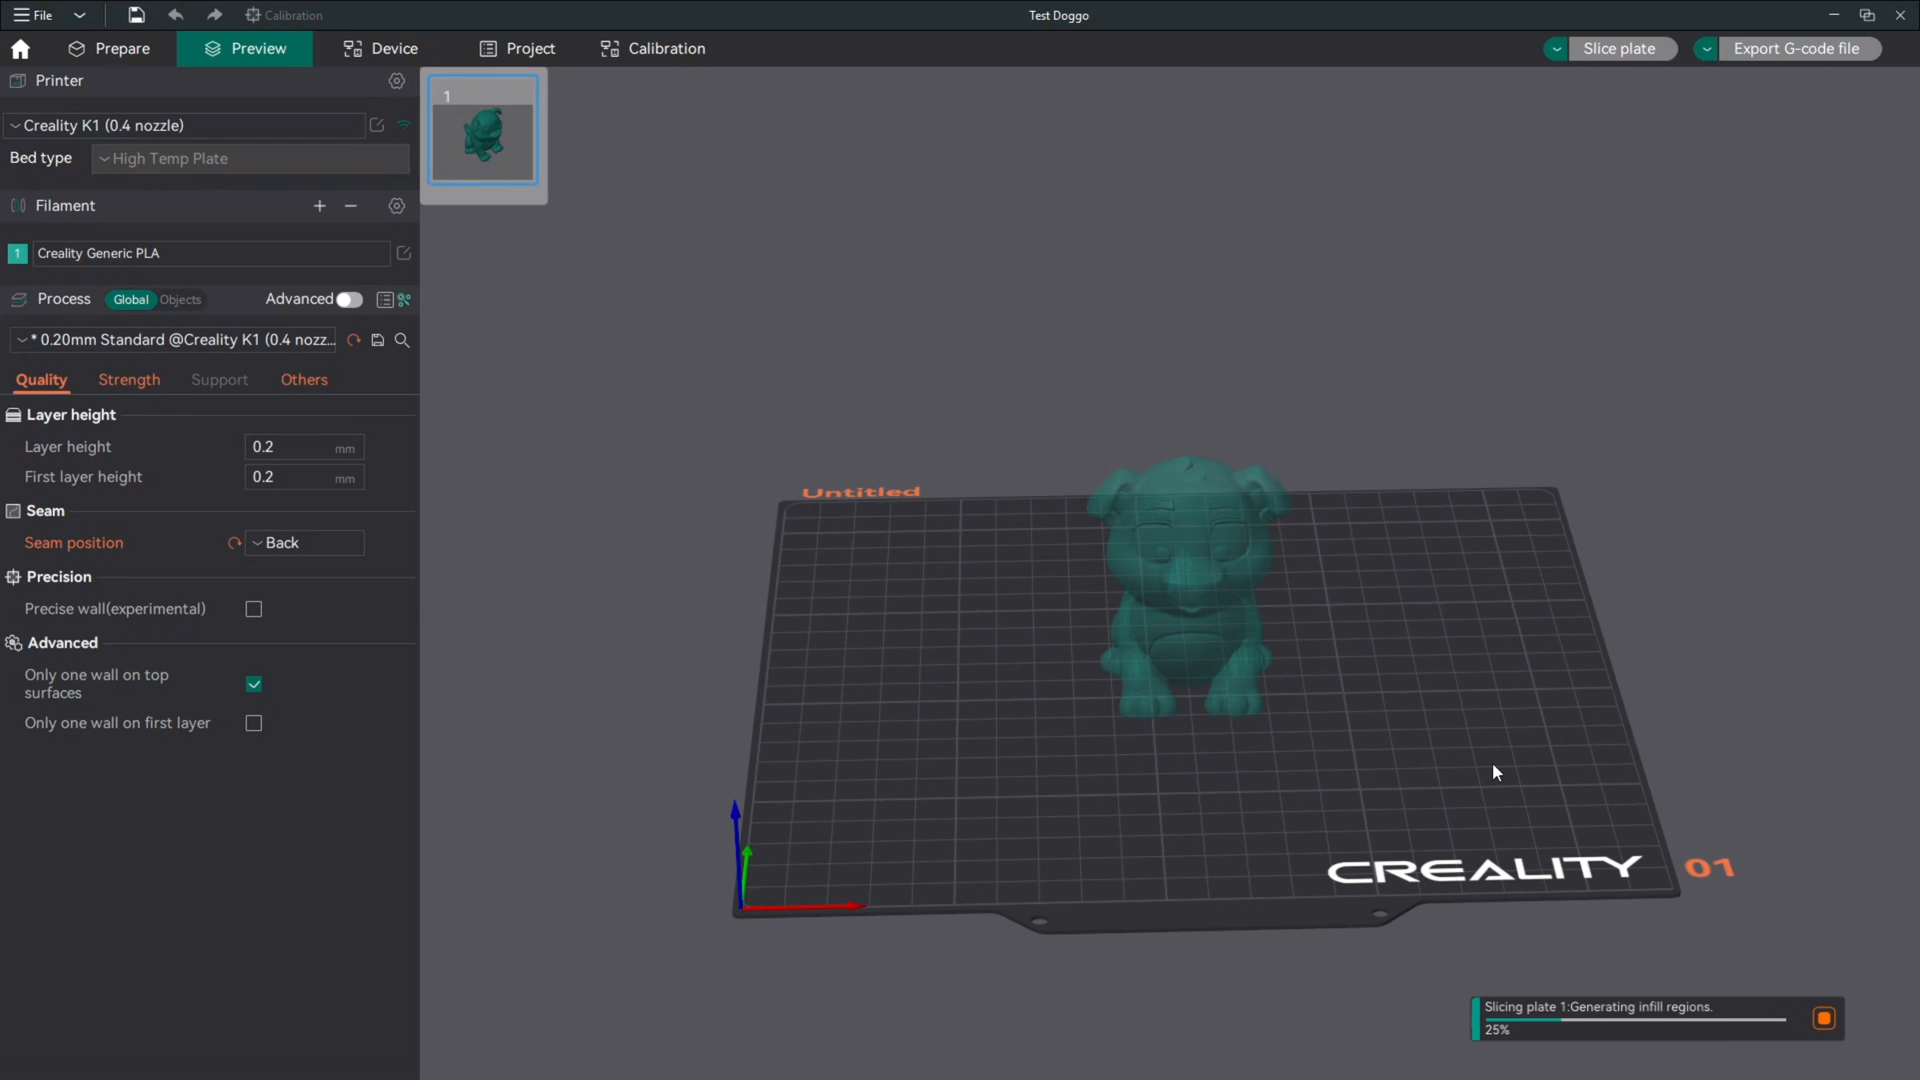 File
Calibration
Test Doggo
Prepare
Preview
Device
Project
Calibration
Slice plate
Export G-code file
Printer
Creality K1 (0.4 nozzle)
Bed type
High Temp Plate
Filament
1
Creality Generic PLA
Process
Global
Objects
Advanced
* 0.20mm Standard @Creality K1 (0.4 nozz...
Quality
Strength
Support
Others
Layer height
Layer height
0.2
mm
First layer height
0.2
mm
Seam
Seam position
Back
Precision
Precise wall(experimental)
Advanced
Only one wall on top
surfaces
Only one wall on first layer
1
Untitled
CREALITY
01
Slicing plate 1:Generating infill regions.
25%